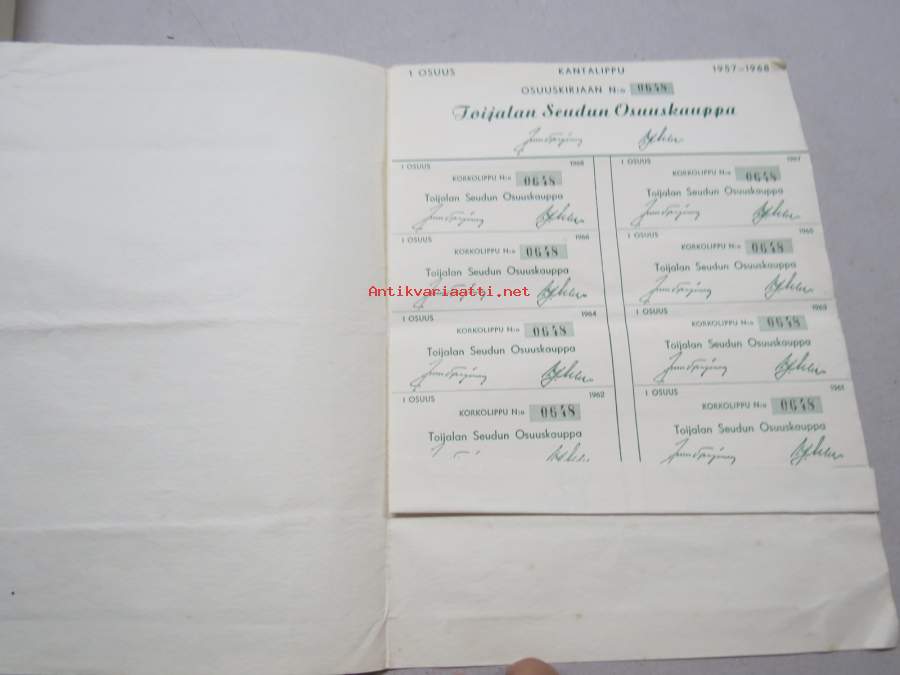 1 OSUUS KANTALIPPU 1957-1968
OSUUSKIRJAAN N:o 0648
Toijalan Seudun Osuuskauppa
1 OSUUS 1968
KORKOLIPPU N:o 0648
Toijalan Seudun Osuuskauppa
1 OSUUS 1967
KORKOLIPPU N:o 0648
Toijalan Seudun Osuuskauppa
1 OSUUS 1966
KORKOLIPPU N:o 0648
Toijalan Seudun Osuuskauppa
1 OSUUS 1965
KORKOLIPPU N:o 0648
Toijalan Seudun Osuuskauppa
Antikvariaatti.net
1 OSUUS 1964
KORKOLIPPU N:o 0648
Toijalan Seudun Osuuskauppa
1 OSUUS 1963
KORKOLIPPU N:o 0648
Toijalan Seudun Osuuskauppa
1 OSUUS 1962
KORKOLIPPU N:o 0648
Toijalan Seudun Osuuskauppa
1 OSUUS 1961
KORKOLIPPU N:o 0648
Toijalan Seudun Osuuskauppa